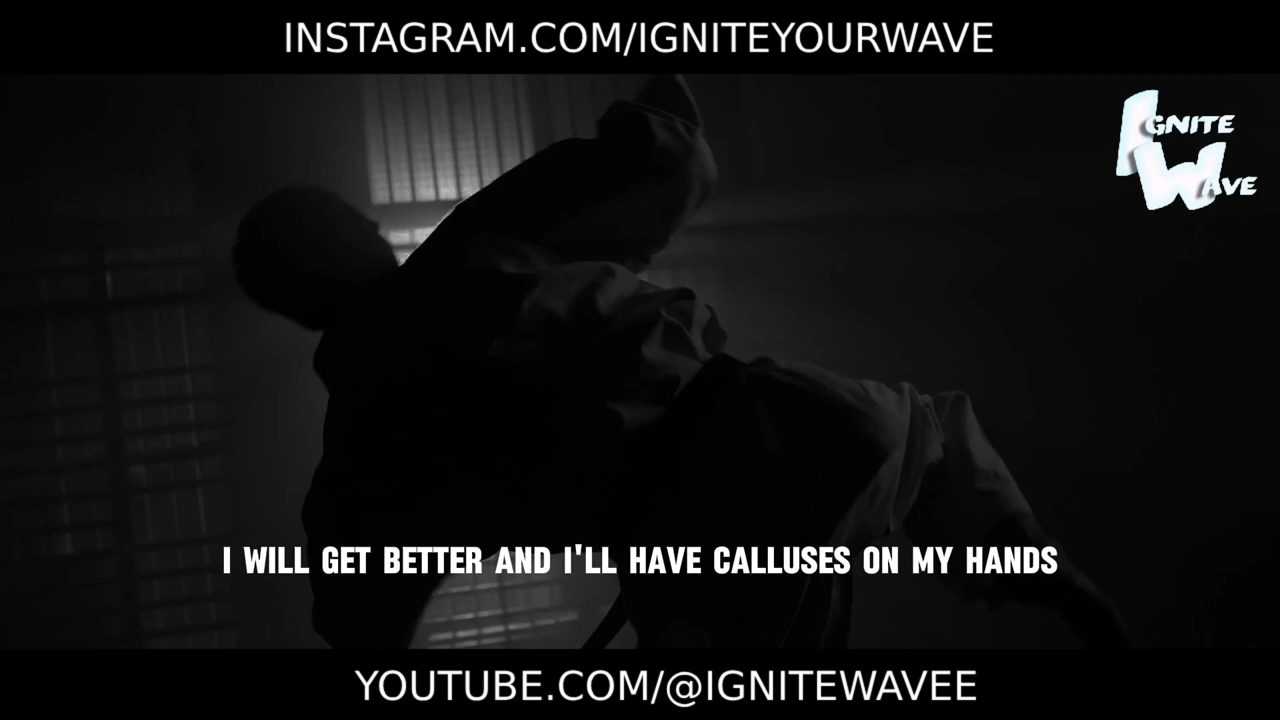 INSTAGRAM.COM/IGNITEYOURWAVE
IGNITE
WAVE
I WILL GET BETTER AND I'LL HAVE CALLUSES ON MY HANDS
YOUTUBE.COM/@IGNITEWAVEE